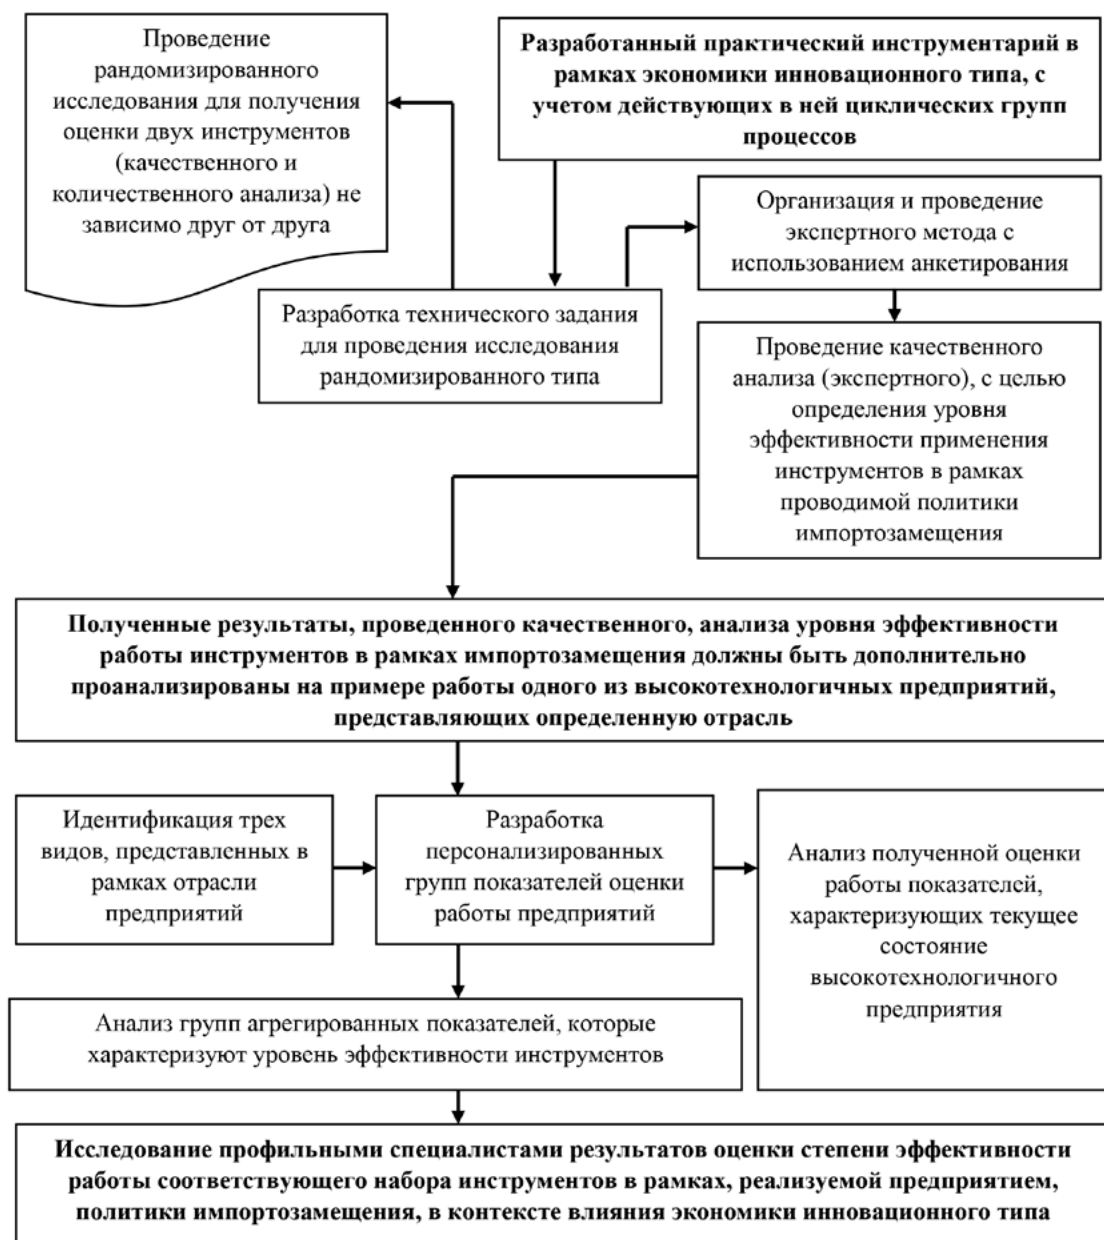 Проведение
рандомизированного
исследования для получения
оценки двух инструментов
(качественного и
количественного анализа) не
зависимо друг от друга
Разработанный практический инструментарий в
рамках экономики инновационного типа, с
учетом действующих в ней циклических групп
процессов
Организация и проведение
экспертного метода с
использованием анкетирования
Разработка технического задания
для проведения исследования
рандомизированного типа
Проведение качественного
анализа (экспертного), с целью
определения уровня
эффективности применения
инструментов в рамках
проводимой политики
импортозамещения
Полученные результаты, проведенного качественного, анализа уровня эффективности
работы инструментов в рамках импортозамещения должны быть дополнительно
проанализированы на примере работы одного из высокотехнологичных предприятий,
представляющих определенную отрасль
Идентификация трех
видов, представленных в
рамках отрасли
предприятий
Разработка
персонализированных
групп показателей оценки
работы предприятий
Анализ полученной оценки
работы показателей,
характеризующих текущее
состояние
высокотехнологичного
предприятия
Анализ групп агрегированных показателей, которые
характеризуют уровень эффективности инструментов
Исследование профильными специалистами результатов оценки степени эффективности
работы соответствующего набора инструментов в рамках, реализуемой предприятием,
политики импортозамещения, в контексте влияния экономики инновационного типа